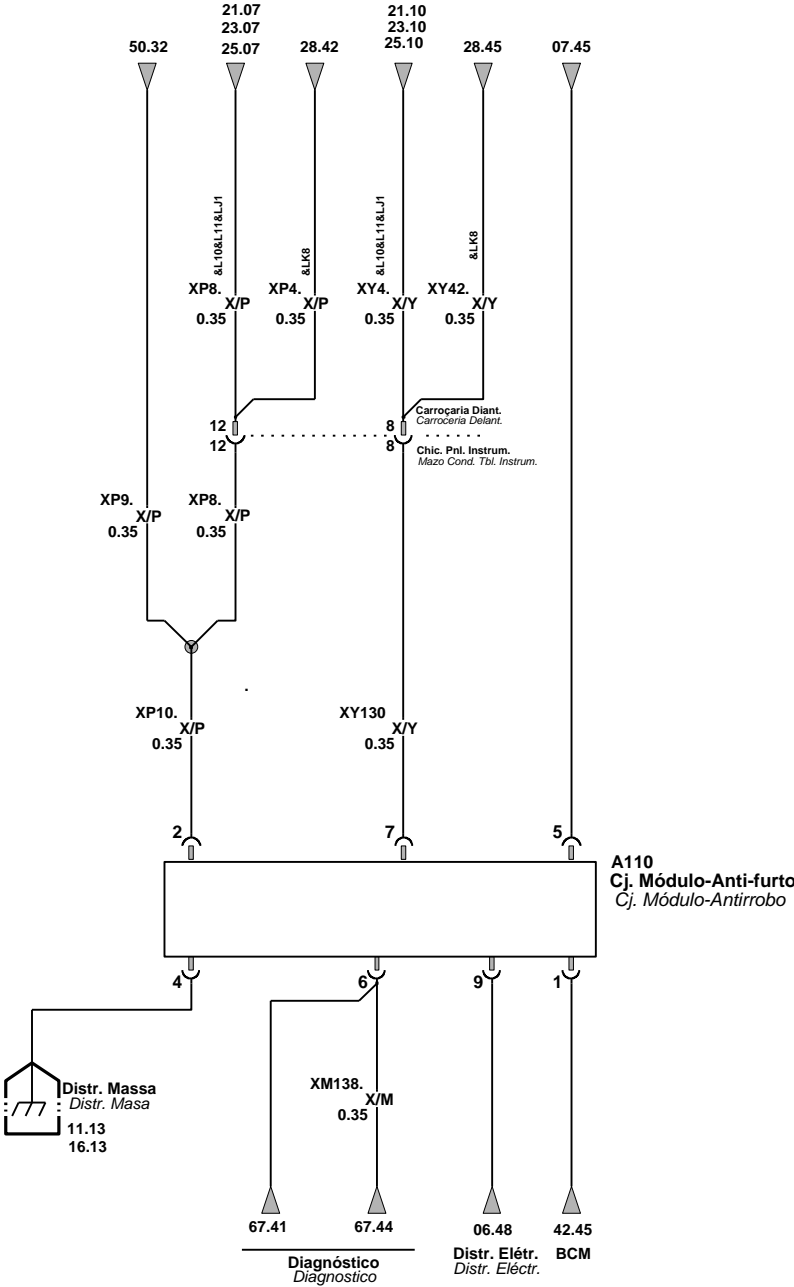 21.07
23.07
25.07
21.10
23.10
25.10
50.32
28.42
28.45
07.45
&L10&L11&LJ1
&LK8
&L10&L11&LJ1
&LK8
XP8.
X/P
0.35
XP4.
X/P
0.35
XY4.
X/Y
0.35
XY42.
X/Y
0.35
12
12
8
8
Carroçaria Diant.
Carroceria Delant.
Chic. Pnl. Instrum.
Mazo Cond. Tbl. Instrum.
XP9.
X/P
0.35
XP8.
X/P
0.35
XP10.
X/P
0.35
XY130
X/Y
0.35
2
7
5
A110
Cj. Módulo-Anti-furto
Cj. Módulo-Antirrobo
4
6
9
1
Distr. Massa
Distr. Masa
11.13
16.13
XM138.
X/M
0.35
67.41
67.44
06.48
42.45
Diagnóstico
Diagnostico
Distr. Elétr.
Distr. Eléctr.
BCM